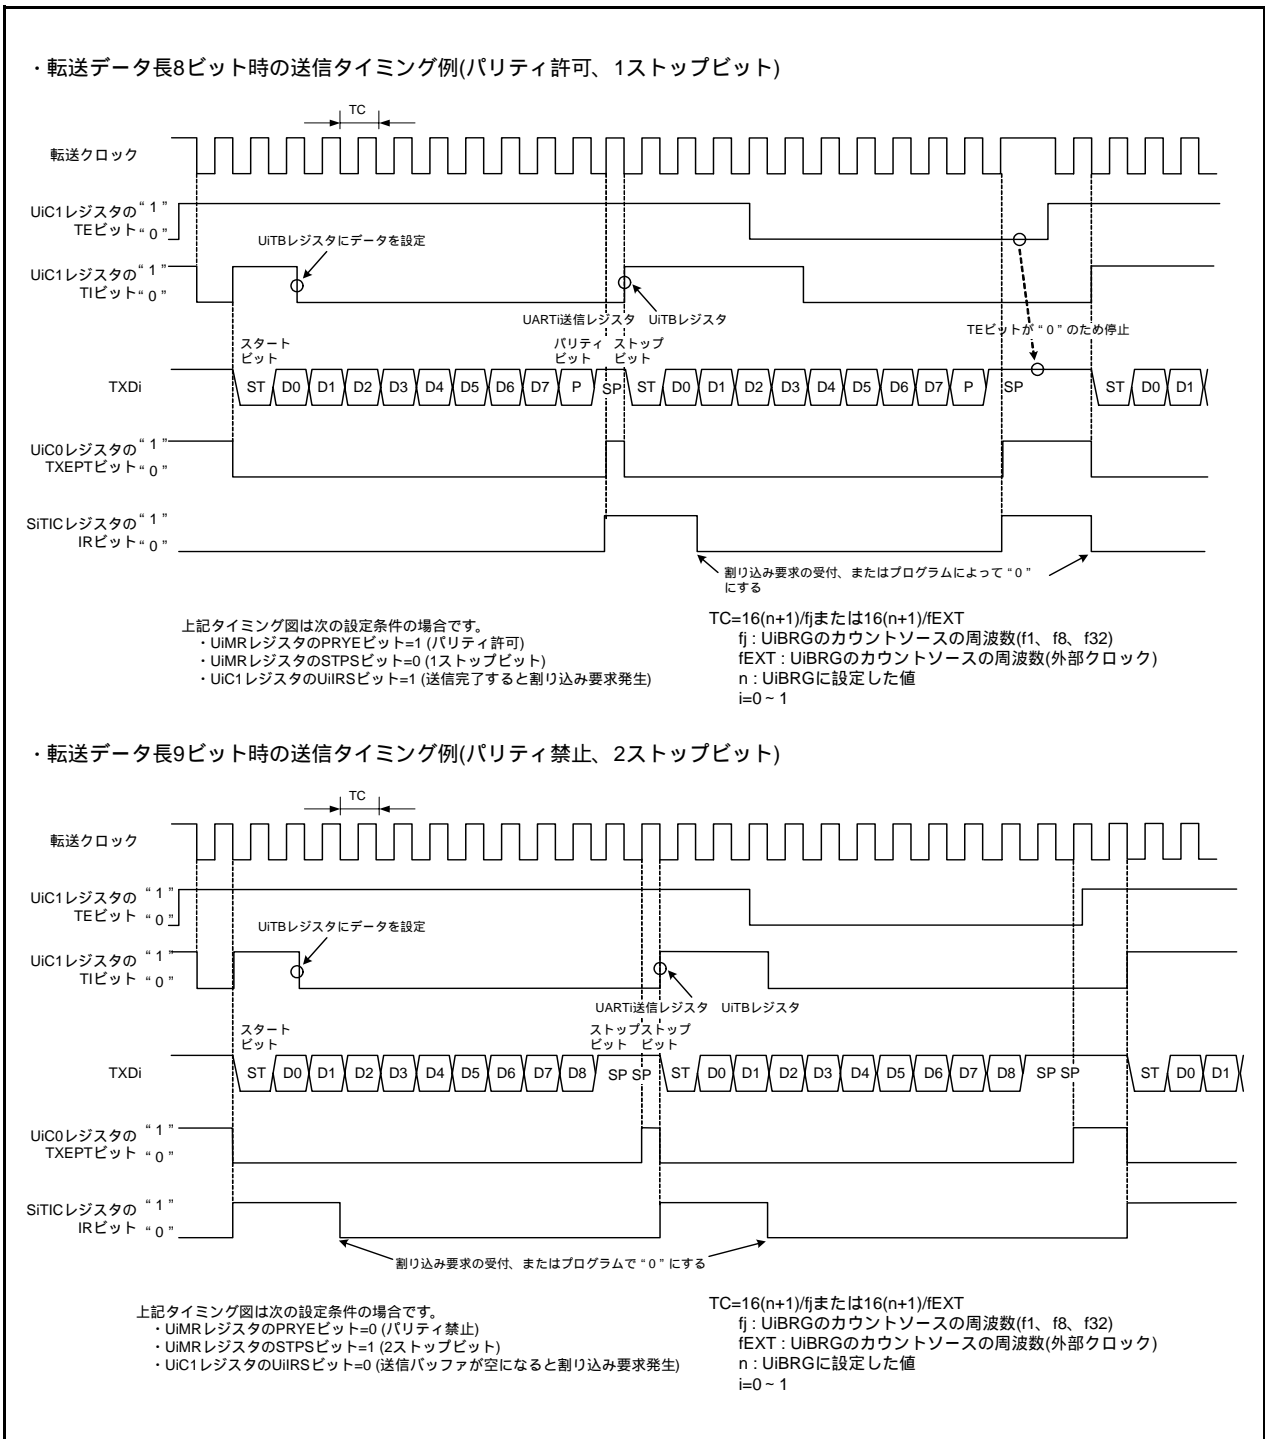 ・転送データ長8ビット時の送信タイミング例(パリティ許可、1ストップビット)
TC
転送クロック
UiC1レジスタの“ 1 ”
TEビット“ 0 ”
UiTBレジスタにデータを設定
UiC1レジスタの“ 1 ”
TIビット“ 0 ”
UARTi送信レジスタ UiTBレジスタ
TEビットが“ 0 ”のため停止
スタート
ビット
パリティ
ビット
ストップ
ビット
TXDi
ST D0 D1 D2 D3 D4 D5 D6 D7 P SP ST D0 D1 D2 D3 D4 D5 D6 D7 P SP ST D0 D1
UiC0レジスタの“ 1 ”
TXEPTビット“ 0 ”
SiTICレジスタの“ 1 ”
IRビット“ 0 ”
割り込み要求の受付、またはプログラムによって“ 0 ”
にする
上記タイミング図は次の設定条件の場合です。
・UiMRレジスタのPRYEビット=1 (パリティ許可)
・UiMRレジスタのSTPSビット=0 (1ストップビット)
・UiC1レジスタのUiIRSビット=1 (送信完了すると割り込み要求発生)
TC=16(n+1)/fjまたは16(n+1)/fEXT
fj : UiBRGのカウントソースの周波数(f1、f8、f32)
fEXT : UiBRGのカウントソースの周波数(外部クロック)
n : UiBRGに設定した値
i=0 ~ 1
・転送データ長9ビット時の送信タイミング例(パリティ禁止、2ストップビット)
TC
転送クロック
UiC1レジスタの “ 1 ”
TEビット “ 0 ”
UiTBレジスタにデータを設定
UiC1レジスタの “ 1 ”
TIビット “ 0 ”
UARTi送信レジスタ UiTBレジスタ
スタート
ビット
ストップ
ビット
ストップ
ビット
TXDi
ST D0 D1 D2 D3 D4 D5 D6 D7 D8 SP SP ST D0 D1 D2 D3 D4 D5 D6 D7 D8 SP SP ST D0 D1
UiC0レジスタの “ 1 ”
TXEPTビット “ 0 ”
SiTICレジスタの “ 1 ”
IRビット “ 0 ”
割り込み要求の受付、またはプログラムで“ 0 ”にする
上記タイミング図は次の設定条件の場合です。
・UiMRレジスタのPRYEビット=0 (パリティ禁止)
・UiMRレジスタのSTPSビット=1 (2ストップビット)
・UiC1レジスタのUiIRSビット=0 (送信バッファが空になると割り込み要求発生)
TC=16(n+1)/fjまたは16(n+1)/fEXT
fj : UiBRGのカウントソースの周波数(f1、f8、f32)
fEXT : UiBRGのカウントソースの周波数(外部クロック)
n : UiBRGに設定した値
i=0 ~ 1